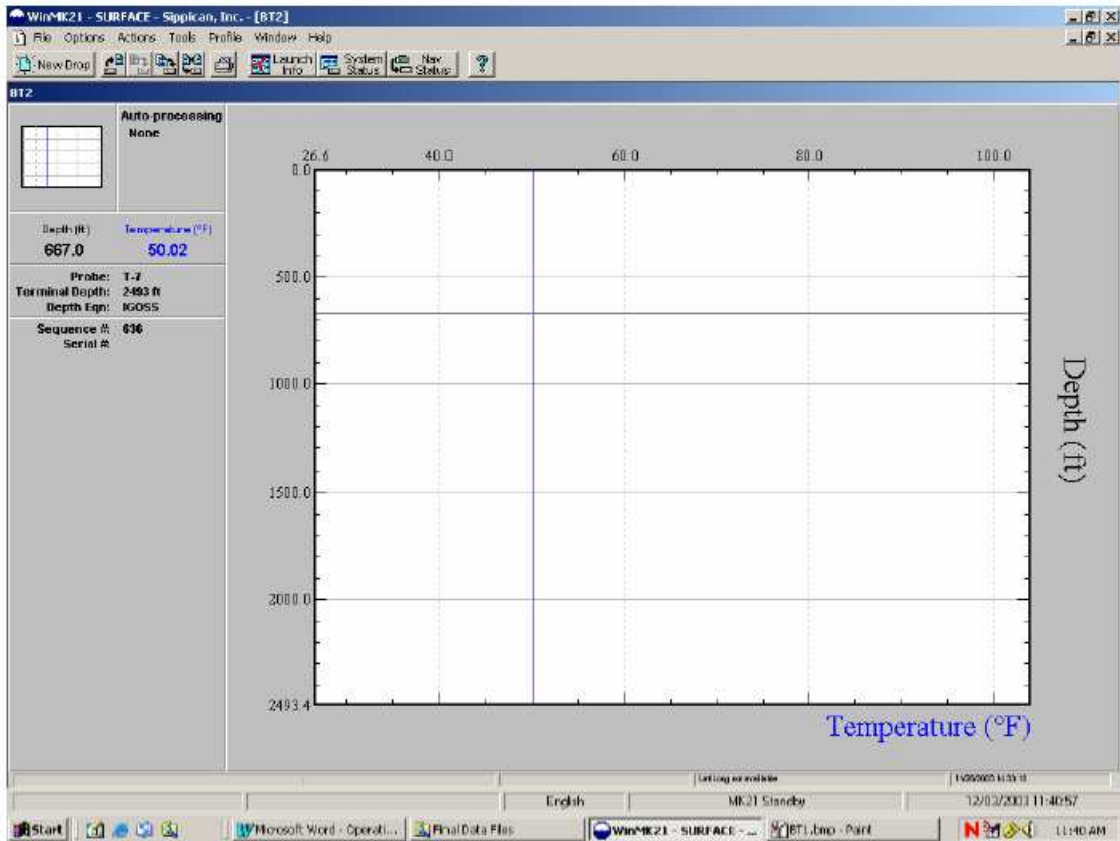 WinMK21 - SURFACE - Sippican, Inc. - [BT2]
File Options Actions Tools Profile Window Help
New Drop Launch Info System Status Nav Status ?
BT2
Auto-processing
None
Depth (ft) Temperature (°F)
667.0 50.02
Probe: T-7
Terminal Depth: 2493 ft
Depth Eqn: IGOSS
Sequence #: 636
Serial #:
26.6 40.0 60.0 80.0 100.0
0.0
500.0
1000.0
1500.0
2000.0
2493.4
Depth (ft)
Temperature (°F)
Lat/Long not available
English MK21 Standby 12/02/2003 11:40:57
Start Microsoft Word - Operati... Final Data Files WinMK21 - SURFACE - ... BT1.bmp - Paint N 11:40 AM